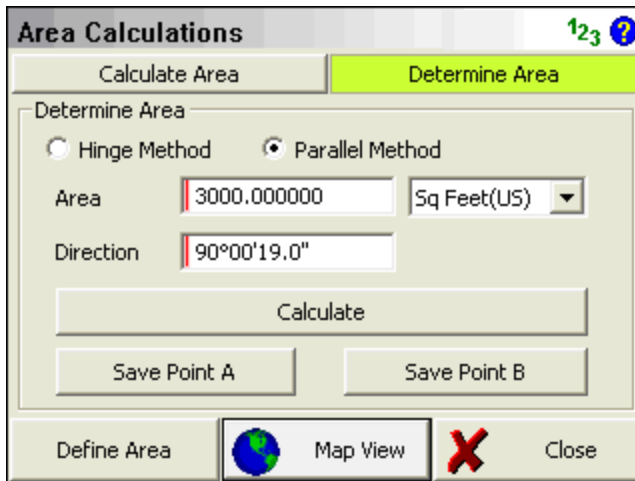 Area Calculations 123 ?
Calculate Area Determine Area
Determine Area
Hinge Method Parallel Method
Area 3000.000000 Sq Feet(US)
Direction 90°00'19.0"
Calculate
Save Point A Save Point B
Define Area Map View Close